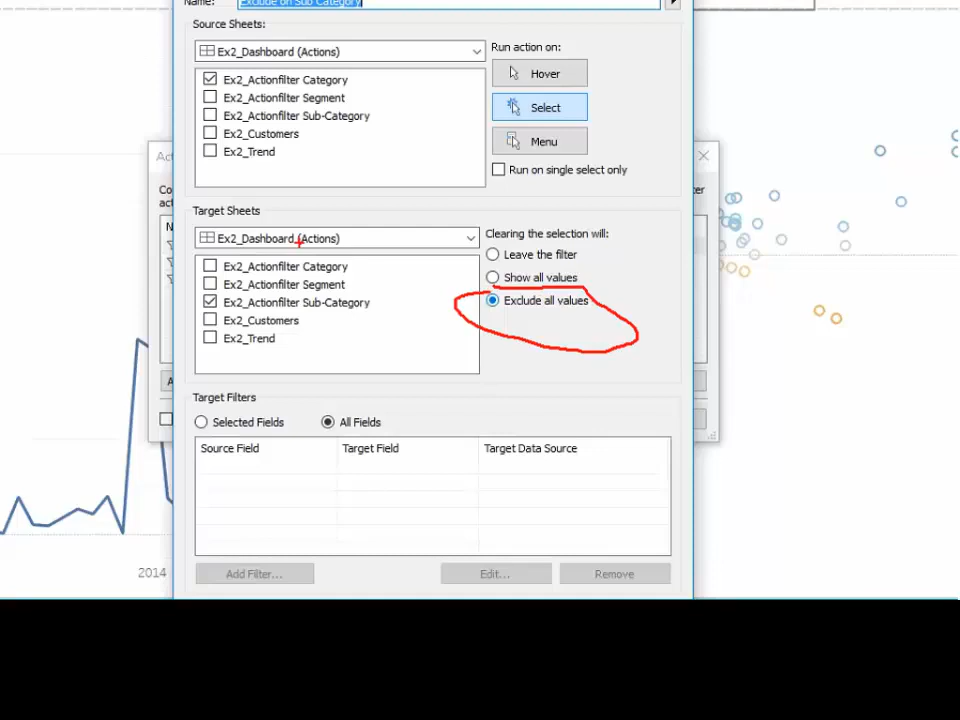 Name: Exclude on Sub Category
Source Sheets:
Ex2_Dashboard (Actions)
Run action on:
Ex2_Actionfilter Category
Ex2_Actionfilter Segment
Ex2_Actionfilter Sub-Category
Ex2_Customers
Ex2_Trend
Hover
Select
Menu
Run on single select only
Target Sheets
Ex2_Dashboard (Actions)
Clearing the selection will:
Ex2_Actionfilter Category
Ex2_Actionfilter Segment
Ex2_Actionfilter Sub-Category
Ex2_Customers
Ex2_Trend
Leave the filter
Show all values
Exclude all values
Target Filters
Selected Fields
All Fields
Source Field
Target Field
Target Data Source
Add Filter...
Edit...
Remove
2014